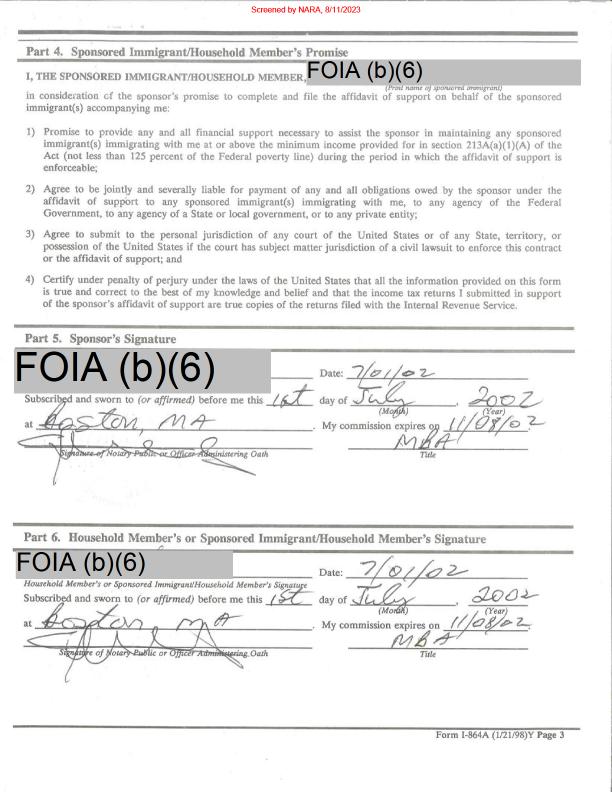 Screened by NARA, 8/11/2023
Part 4. Sponsored Immigrant/Household Member's Promise
I, THE SPONSORED IMMIGRANT/HOUSEHOLD MEMBER, FOIA (b)(6)
(Print name of sponsored immigrant)
in consideration of the sponsor's promise to complete and file the affidavit of support on behalf of the sponsored
immigrant(s) accompanying me:
1) Promise to provide any and all financial support necessary to assist the sponsor in maintaining any sponsored
immigrant(s) immigrating with me at or above the minimum income provided for in section 213A(a)(1)(A) of the
Act (not less than 125 percent of the Federal poverty line) during the period in which the affidavit of support is
enforceable;
2) Agree to be jointly and severally liable for payment of any and all obligations owed by the sponsor under the
affidavit of support to any sponsored immigrant(s) immigrating with me, to any agency of the Federal
Government, to any agency of a State or local government, or to any private entity;
3) Agree to submit to the personal jurisdiction of any court of the United States or of any State, territory, or
possession of the United States if the court has subject matter jurisdiction of a civil lawsuit to enforce this contract
or the affidavit of support; and
4) Certify under penalty of perjury under the laws of the United States that all the information provided on this form
is true and correct to the best of my knowledge and belief and that the income tax returns I submitted in support
of the sponsor's affidavit of support are true copies of the returns filed with the Internal Revenue Service.
Part 5. Sponsor's Signature
FOIA (b)(6) Date: 7/01/02
Subscribed and sworn to (or affirmed) before me this 1st day of July, 2002
(Month) (Year)
at Boston, MA. My commission expires on 11/08/02.
MBA
Signature of Notary Public or Officer Administering Oath Title
Part 6. Household Member's or Sponsored Immigrant/Household Member's Signature
FOIA (b)(6) Date: 7/01/02
Household Member's or Sponsored Immigrant/Household Member's Signature
Subscribed and sworn to (or affirmed) before me this 1st day of July, 2002
(Month) (Year)
at Boston, MA. My commission expires on 11/08/02.
MBA
Signature of Notary Public or Officer Administering Oath Title
Form I-864A (1/21/98)Y Page 3